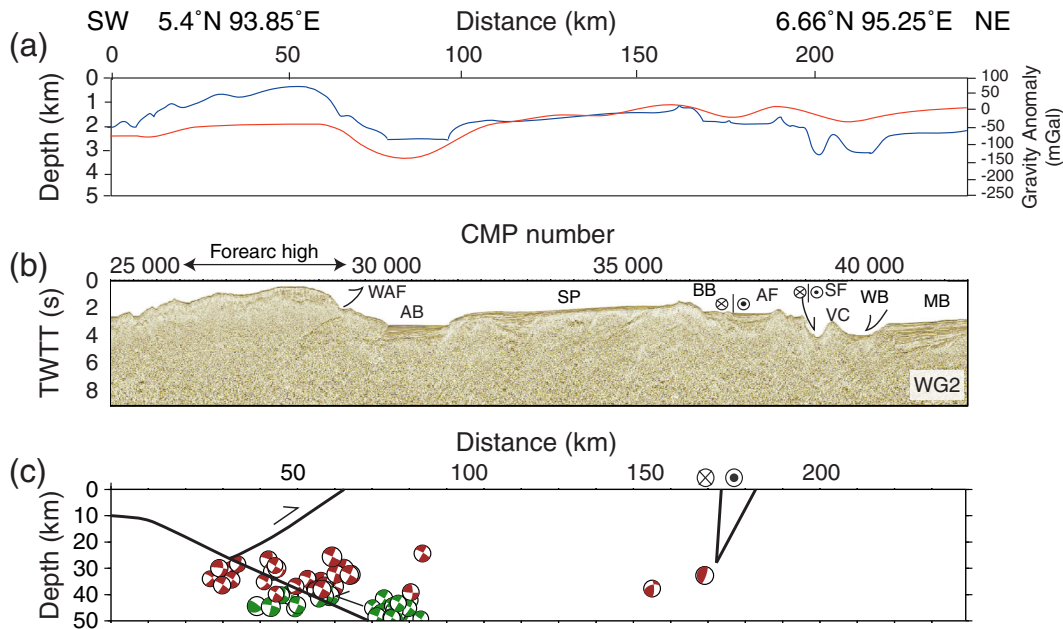 SW 5.4°N 93.85°E Distance (km) 6.66°N 95.25°E NE
(a)
0 50 100 150 200
Depth (km)
0
1
2
3
4
5
100
50
0
-50
-100
-150
-200
-250
Gravity Anomaly (mGal)
CMP number
(b)
Forearc high
25 000 30 000 35 000 40 000
TWTT (s)
0
2
4
6
8
WAF
AB
SP
BB
AF
SF
VC
WB
MB
WG2
Distance (km)
(c)
50 100 150 200
Depth (km)
0
10
20
30
40
50